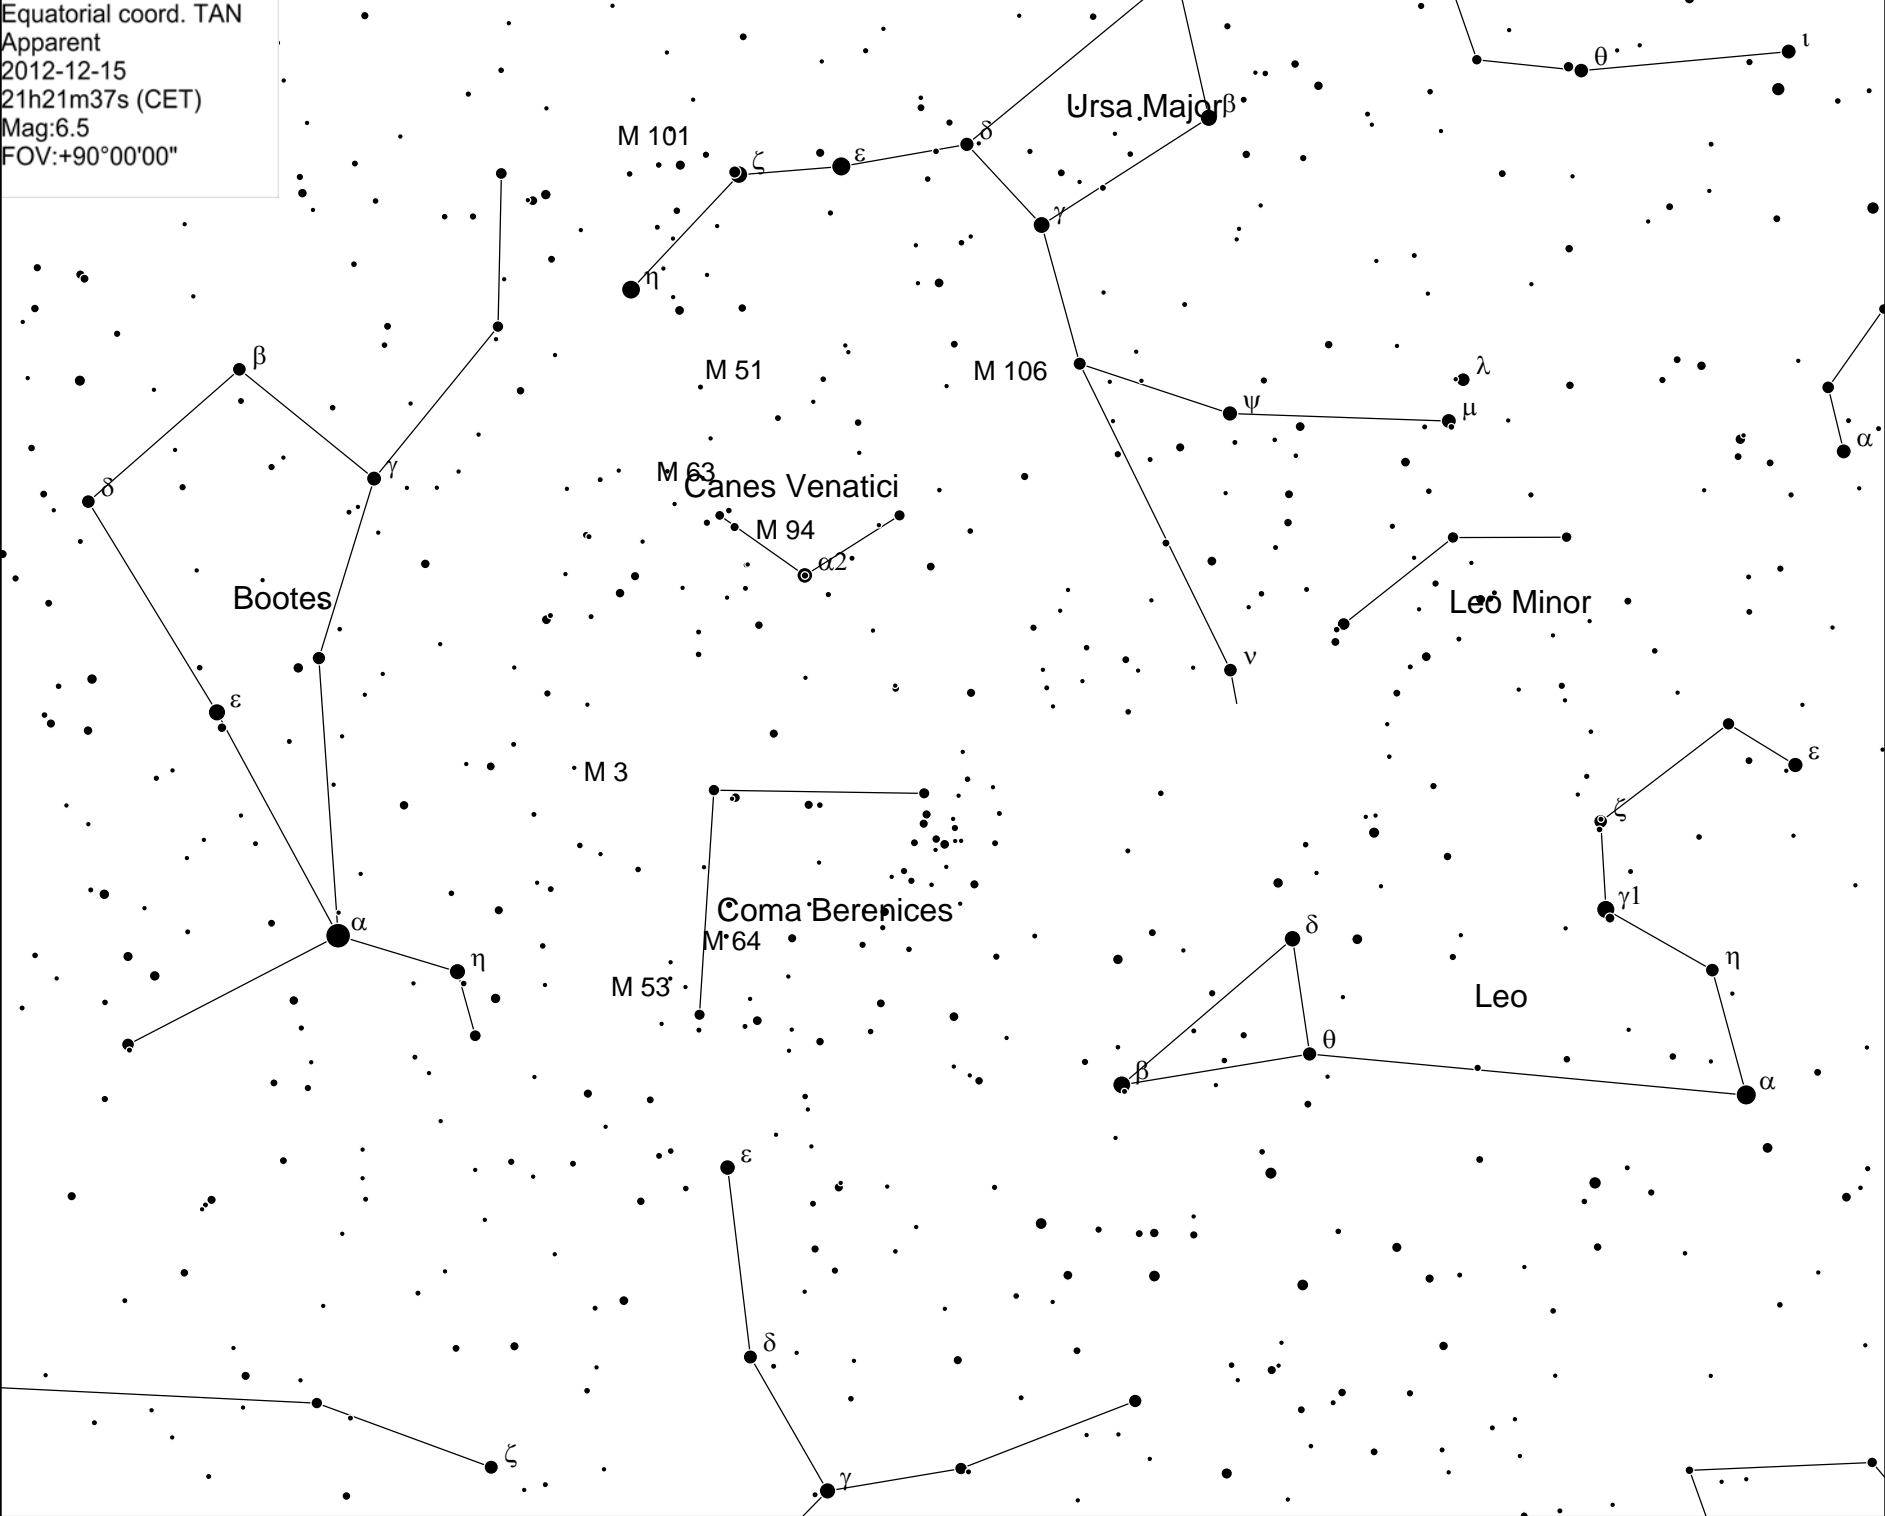 Equatorial coord. TAN
Apparent
2012-12-15
21h21m37s (CET)
Mag:6.5
FOV:+90°00'00"
θ
ι
Ursa Major
β
M 101
δ
ζ
ε
γ
η
β
M 51
M 106
λ
ψ
μ
α
γ
δ
M 63
Canes Venatici
M 94
α2
Bootes
Leo Minor
ν
ε
ε
M 3
ζ
Coma Berenices
γ1
α
δ
M 64
η
η
M 53
Leo
θ
β
α
ε
δ
ζ
γ